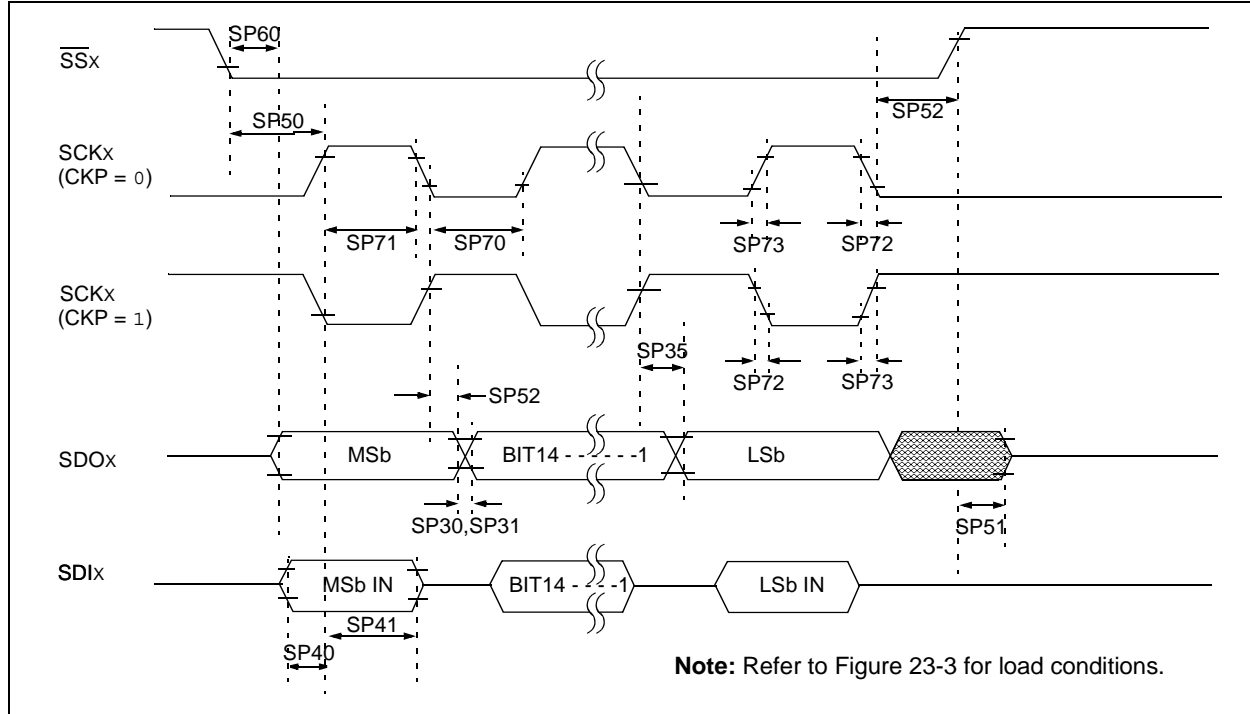 SP60
SSX
SP50
SP52
SCKX
(CKP = 0)
SP71
SP70
SP73
SP72
SCKX
(CKP = 1)
SP35
SP52
SP72
SP73
SDOX
MSb
BIT14 - - - - - -1
LSb
SP30,SP31
SP51
SDIX
MSb IN
BIT14 - - - - -1
LSb IN
SP41
SP40
Note: Refer to Figure 23-3 for load conditions.